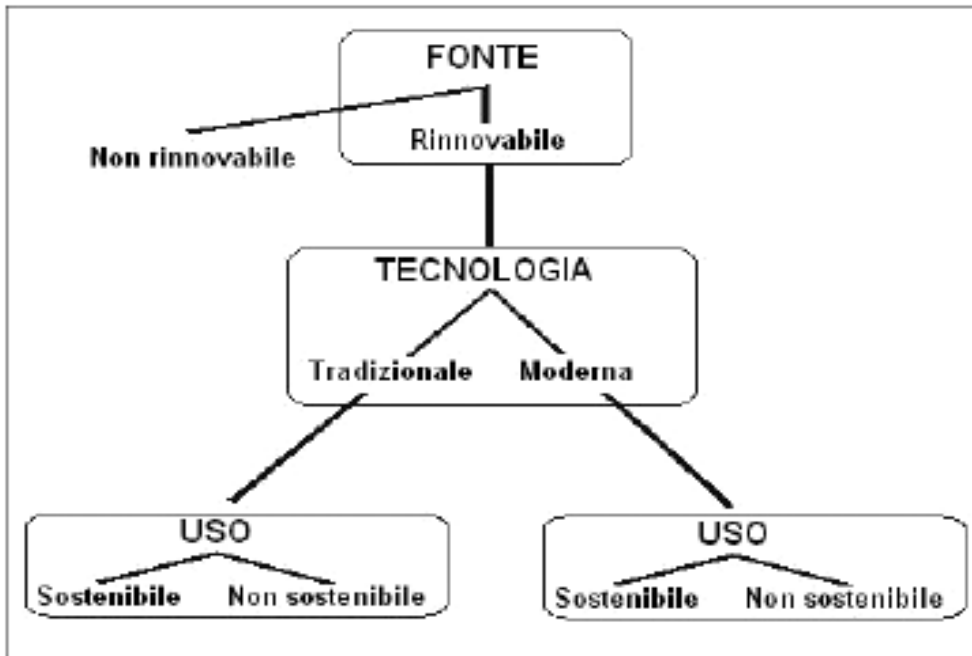 FONTE
Rinnovabile
Non rinnovabile
TECNOLOGIA
Tradizionale Moderna
USO
Sostenibile Non sostenibile
USO
Sostenibile Non sostenibile